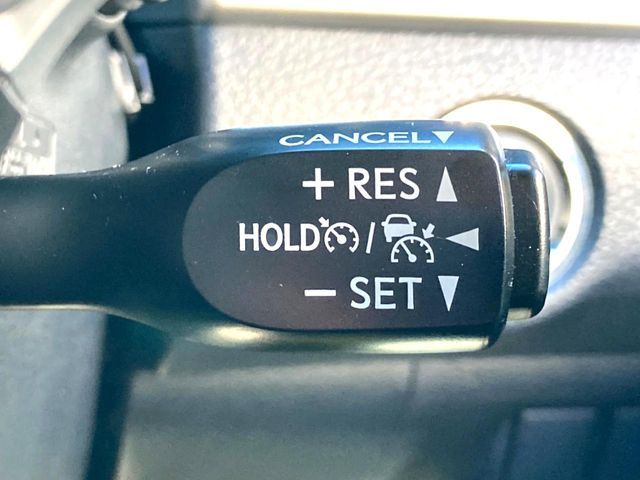 CANCEL▼
+ RES ▲
HOLD / ◀
− SET ▼